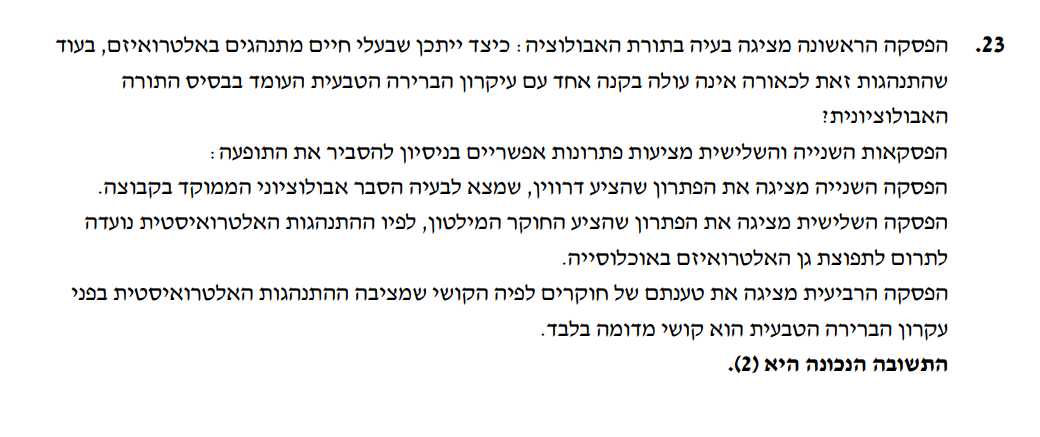 23. הפסקה הראשונה מציגה בעיה בתורת האבולוציה: כיצד ייתכן שבעלי חיים מתנהגים באלטרואיזם, בעוד
שהתנהגות זאת לכאורה אינה עולה בקנה אחד עם עיקרון הברירה הטבעית העומד בבסיס התורה
האבולוציונית?
הפסקאות השנייה והשלישית מציעות פתרונות אפשריים בניסיון להסביר את התופעה:
הפסקה השנייה מציגה את הפתרון שהציע דרווין, שמצא לבעיה הסבר אבולוציוני הממוקד בקבוצה.
הפסקה השלישית מציגה את הפתרון שהציע החוקר המילטון, לפיו ההתנהגות האלטרואיסטית נועדה
לתרום לתפוצת גן האלטרואיזם באוכלוסייה.
הפסקה הרביעית מציגה את טענתם של חוקרים לפיה הקושי שמציבה ההתנהגות האלטרואיסטית בפני
עקרון הברירה הטבעית הוא קושי מדומה בלבד.
התשובה הנכונה היא (2).